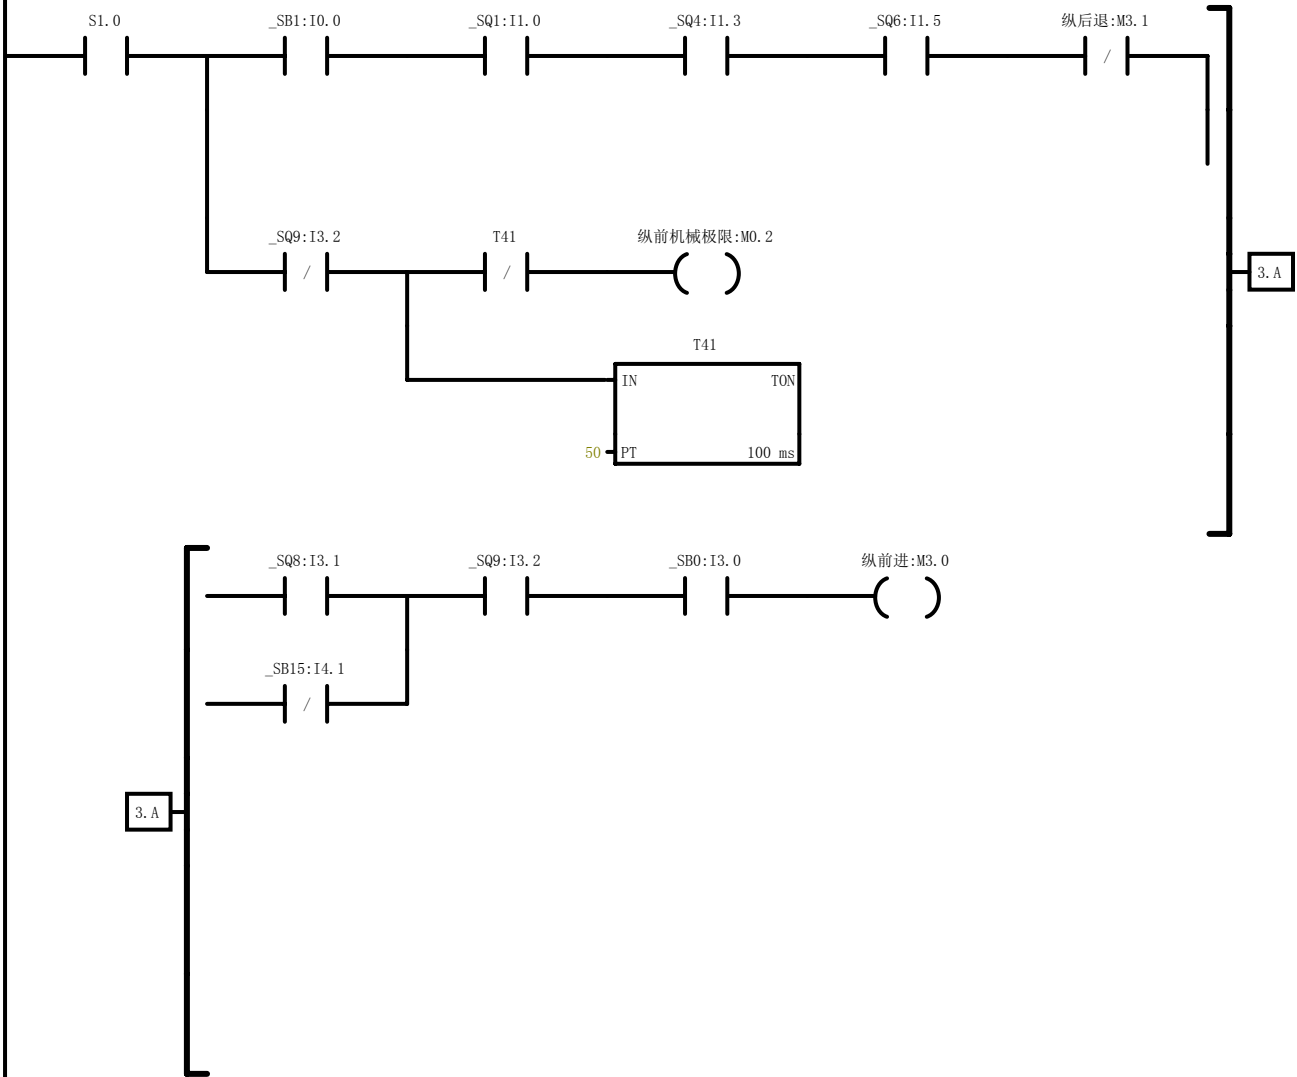 S1.0 _SB1:I0.0 _SQ1:I1.0 _SQ4:I1.3 _SQ6:I1.5 纵后退:M3.1
/
_SQ9:I3.2 T41 纵前机械极限:M0.2
/ /
3.A
T41
IN TON
50 PT 100 ms
_SQ8:I3.1 _SQ9:I3.2 _SB0:I3.0 纵前进:M3.0
_SB15:I4.1
/
3.A